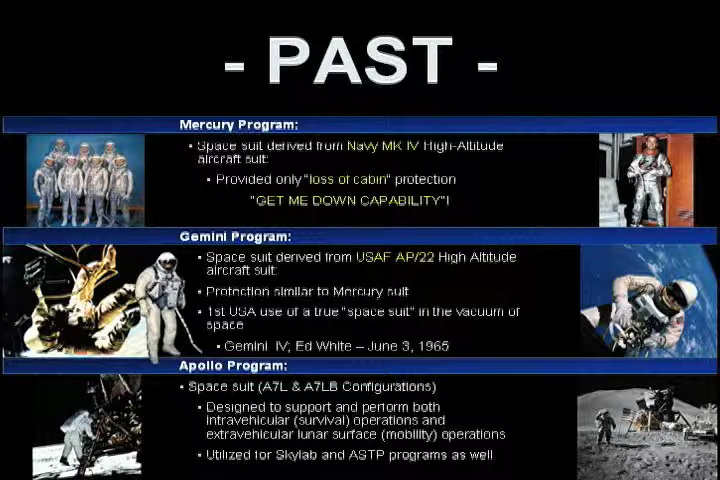 - PAST -
Mercury Program:
▪ Space suit derived from Navy MK IV High-Altitude
aircraft suit:
▪ Provided only "loss of cabin" protection
"GET ME DOWN CAPABILITY"!
Gemini Program:
▪ Space suit derived from USAF AP/22 High Altitude
aircraft suit:
▪ Protection similar to Mercury suit
▪ 1st USA use of a true "space suit" in the vacuum of
space
▪ Gemini IV; Ed White – June 3, 1965
Apollo Program:
▪ Space suit (A7L & A7LB Configurations)
▪ Designed to support and perform both
intravehicular (survival) operations and
extravehicular lunar surface (mobility) operations
▪ Utilized for Skylab and ASTP programs as well